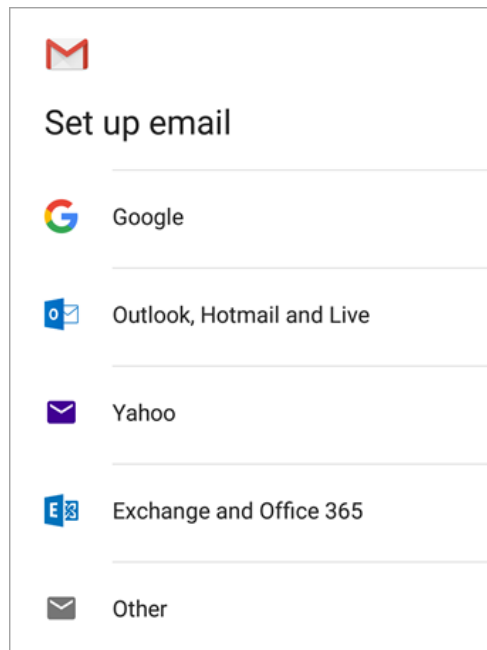 Set up email
Google
Outlook, Hotmail and Live
Yahoo
Exchange and Office 365
Other